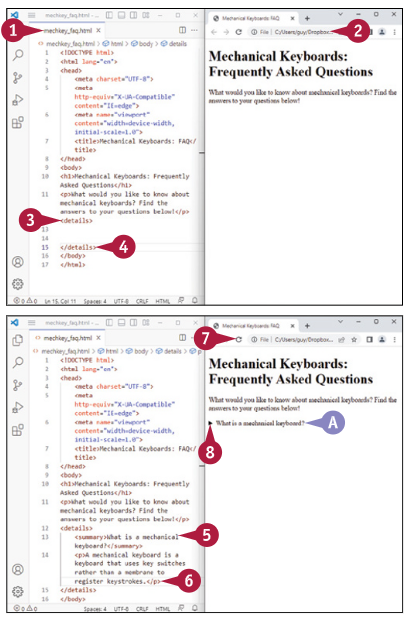 mechkey_faq.html - ...
mechkey_faq.html
mechkey_faq.html > html > body > details
1 <!DOCTYPE html>
2 <html lang="en">
3 <head>
4 <meta charset="UTF-8">
5 <meta
http-equiv="X-UA-Compatible"
content="IE=edge">
6 <meta name="viewport"
content="width=device-width,
initial-scale=1.0">
7 <title>Mechanical Keyboards: FAQs</
title>
8 </head>
9 <body>
10 <h1>Mechanical Keyboards: Frequently
Asked Questions</h1>
11 <p>What would you like to know about
mechanical keyboards? Find the
answers to your questions below!</p>
<details>
13
14
15 </details>
16 </body>
17 </html>
0 0 Ln 15, Col 11 Spaces: 4 UTF-8 CRLF HTML
1
3
4
Mechanical Keyboards FAQ
File C:/Users/guy/Dropbox...
2
Mechanical Keyboards:
Frequently Asked Questions
What would you like to know about mechanical keyboards? Find the
answers to your questions below!
mechkey_faq.html - ...
mechkey_faq.html
mechkey_faq.html > html > body > details > p
1 <!DOCTYPE html>
2 <html lang="en">
3 <head>
4 <meta charset="UTF-8">
5 <meta
http-equiv="X-UA-Compatible"
content="IE=edge">
6 <meta name="viewport"
content="width=device-width,
initial-scale=1.0">
7 <title>Mechanical Keyboards: FAQs</
title>
8 </head>
9 <body>
10 <h1>Mechanical Keyboards: Frequently
Asked Questions</h1>
11 <p>What would you like to know about
mechanical keyboards? Find the
answers to your questions below!</p>
12 <details>
13 <summary>What is a mechanical
keyboard?</summary>
14 <p>A mechanical keyboard is a
keyboard that uses key switches
rather than a membrane to
register keystrokes.</p>
15 </details>
16 </body>
0 0 Spaces: 4 UTF-8 CRLF HTML
5
6
Mechanical Keyboards FAQ
7
File C:/Users/guy/Dropbox...
Mechanical Keyboards:
Frequently Asked Questions
What would you like to know about mechanical keyboards? Find the
answers to your questions below!
What is a mechanical keyboard?
A
8